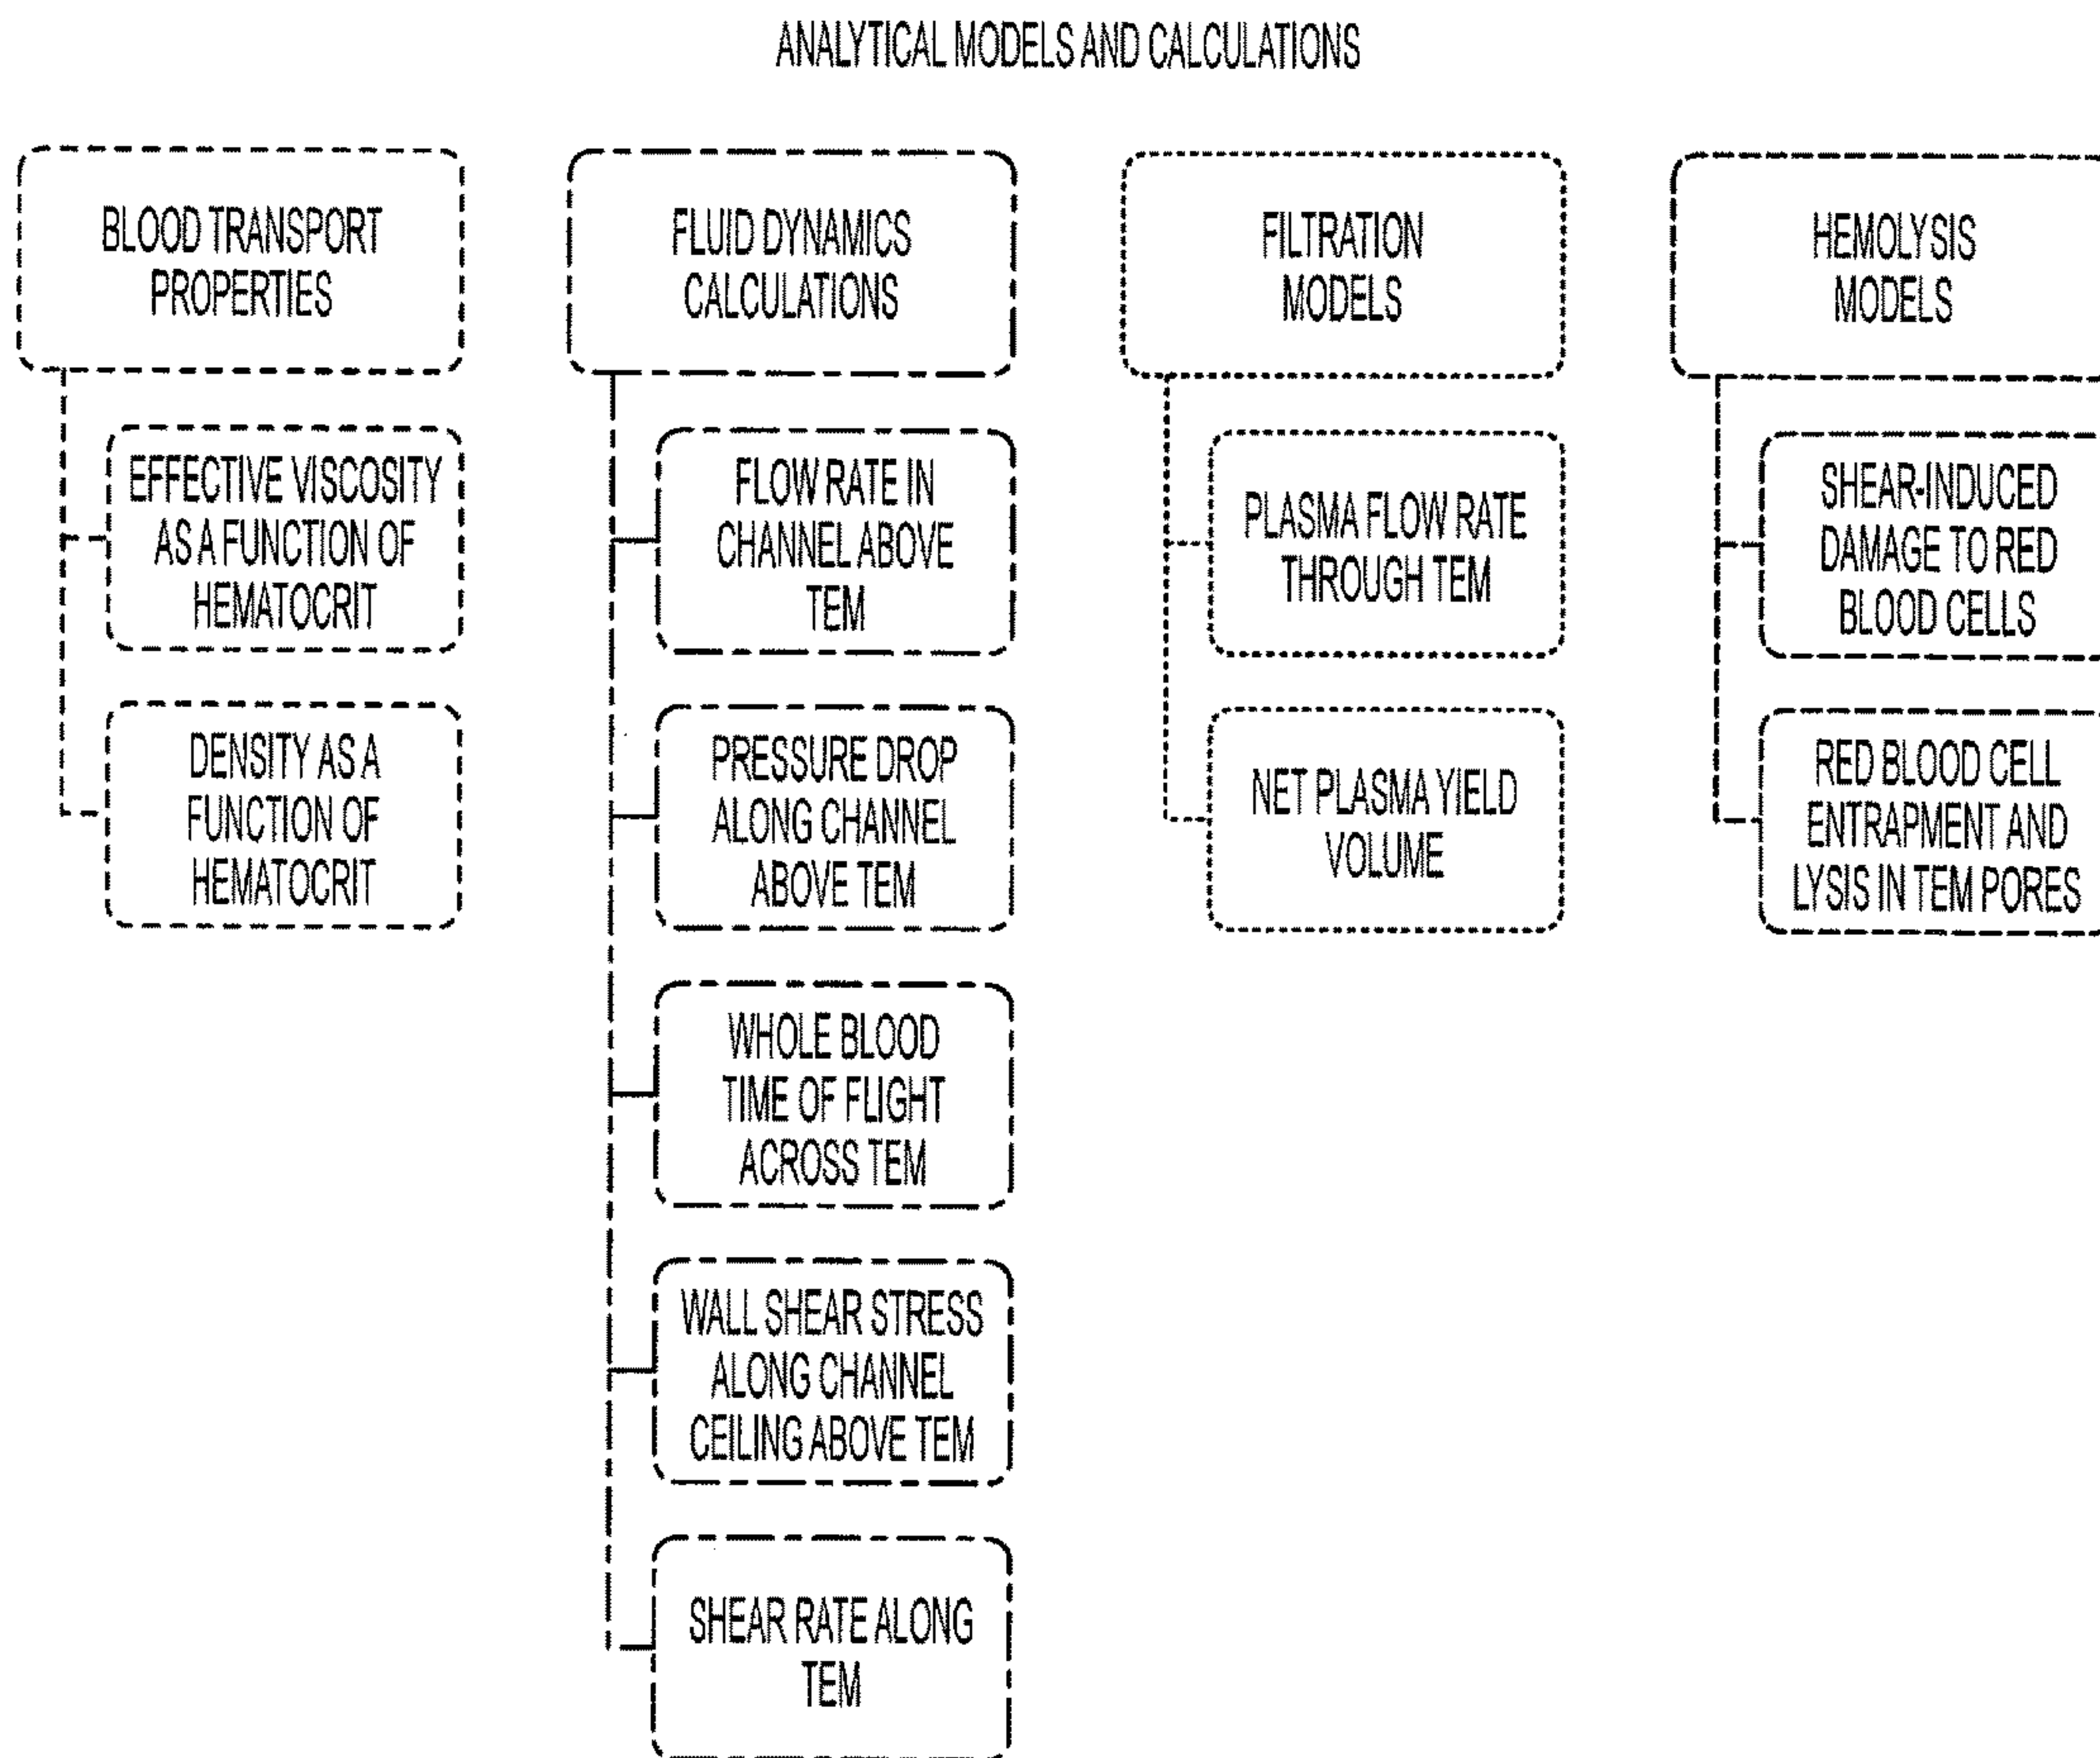 ANALYTICAL MODELS AND CALCULATIONS
BLOOD TRANSPORT
PROPERTIES
EFFECTIVE VISCOSITY
AS A FUNCTION OF
HEMATOCRIT
DENSITY AS A
FUNCTION OF
HEMATOCRIT
FLUID DYNAMICS
CALCULATIONS
FLOW RATE IN
CHANNEL ABOVE
TEM
PRESSURE DROP
ALONG CHANNEL
ABOVE TEM
WHOLE BLOOD
TIME OF FLIGHT
ACROSS TEM
WALL SHEAR STRESS
ALONG CHANNEL
CEILING ABOVE TEM
SHEAR RATE ALONG
TEM
FILTRATION
MODELS
PLASMA FLOW RATE
THROUGH TEM
NET PLASMA YIELD
VOLUME
HEMOLYSIS
MODELS
SHEAR-INDUCED
DAMAGE TO RED
BLOOD CELLS
RED BLOOD CELL
ENTRAPMENT AND
LYSIS IN TEM PORES